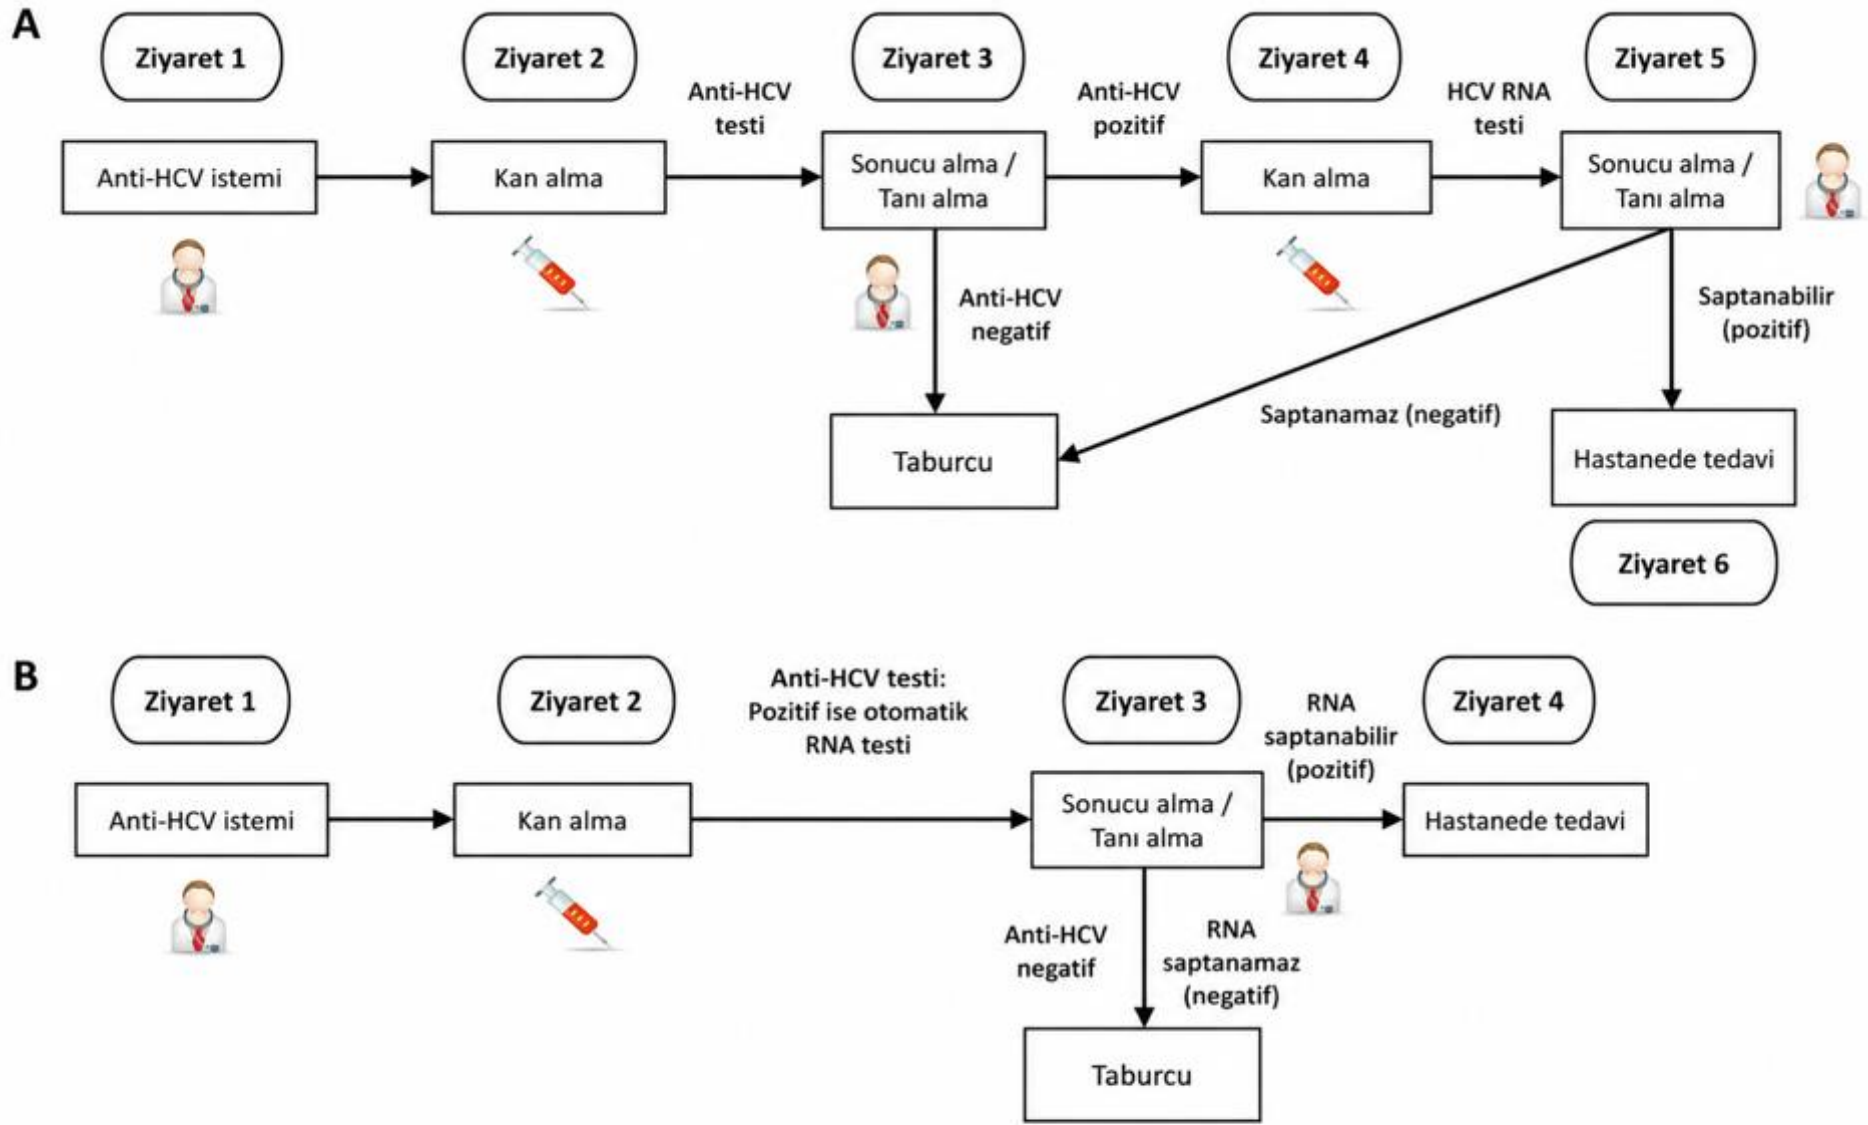 A
Ziyaret 1
Ziyaret 2
Ziyaret 3
Ziyaret 4
Ziyaret 5
Anti-HCV istemi
Kan alma
Anti-HCV
testi
Sonucu alma /
Tanı alma
Anti-HCV
pozitif
Kan alma
HCV RNA
testi
Sonucu alma /
Tanı alma
Anti-HCV
negatif
Saptanabilir
(pozitif)
Saptanamaz (negatif)
Taburcu
Hastanede tedavi
Ziyaret 6
B
Ziyaret 1
Ziyaret 2
Anti-HCV testi:
Pozitif ise otomatik
RNA testi
Ziyaret 3
RNA
saptanabilir
(pozitif)
Ziyaret 4
Anti-HCV istemi
Kan alma
Sonucu alma /
Tanı alma
Hastanede tedavi
Anti-HCV
negatif
RNA
saptanamaz
(negatif)
Taburcu